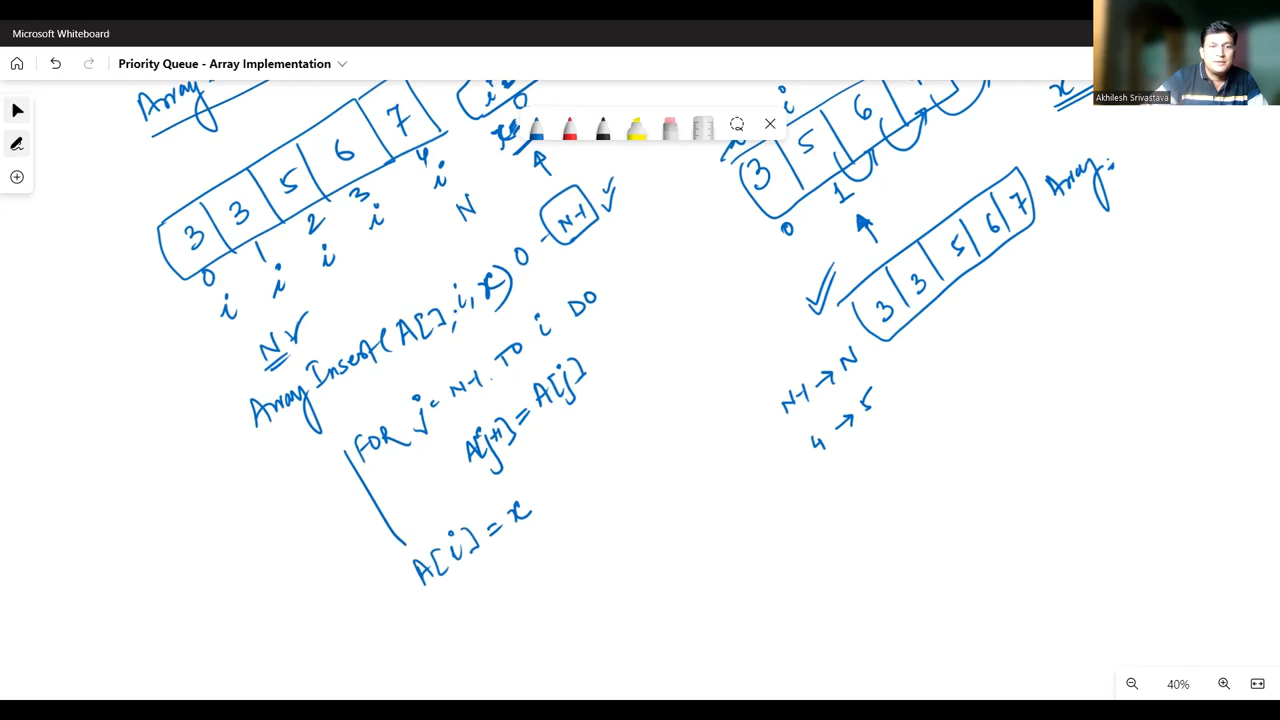 Microsoft Whiteboard
Priority Queue - Array Implementation
Akhilesh Srivastava
Array
3 3 5 6 7
0 1 2 3 4
i i i i i
N
N
0 - N-1
ArrayInsert(A[], i, x)
FOR j = N-1 TO i DO
A[j+1] = A[j]
A[i] = x
i
3 5 6
0 1
x
Array:
3 3 5 6 7
N-1 → N
4 → 5
40%